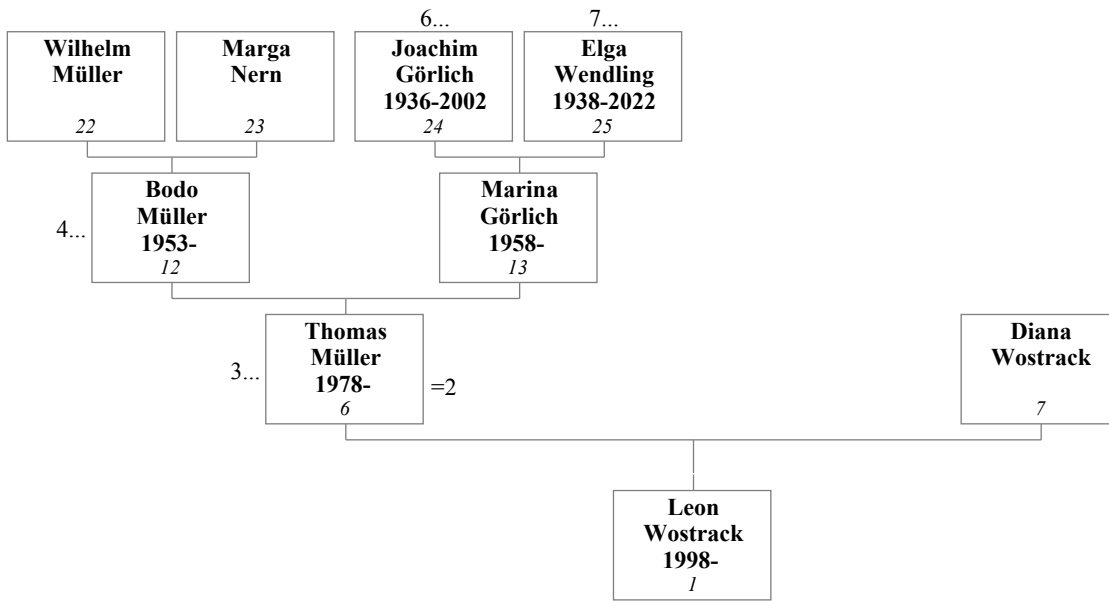 6...
7...
Wilhelm
Müller
22
Marga
Nern
23
Joachim
Görlich
1936-2002
24
Elga
Wendling
1938-2022
25
4...
Bodo
Müller
1953-
12
Marina
Görlich
1958-
13
3...
Thomas
Müller
1978-
6
=2
Diana
Wostrack
7
Leon
Wostrack
1998-
1